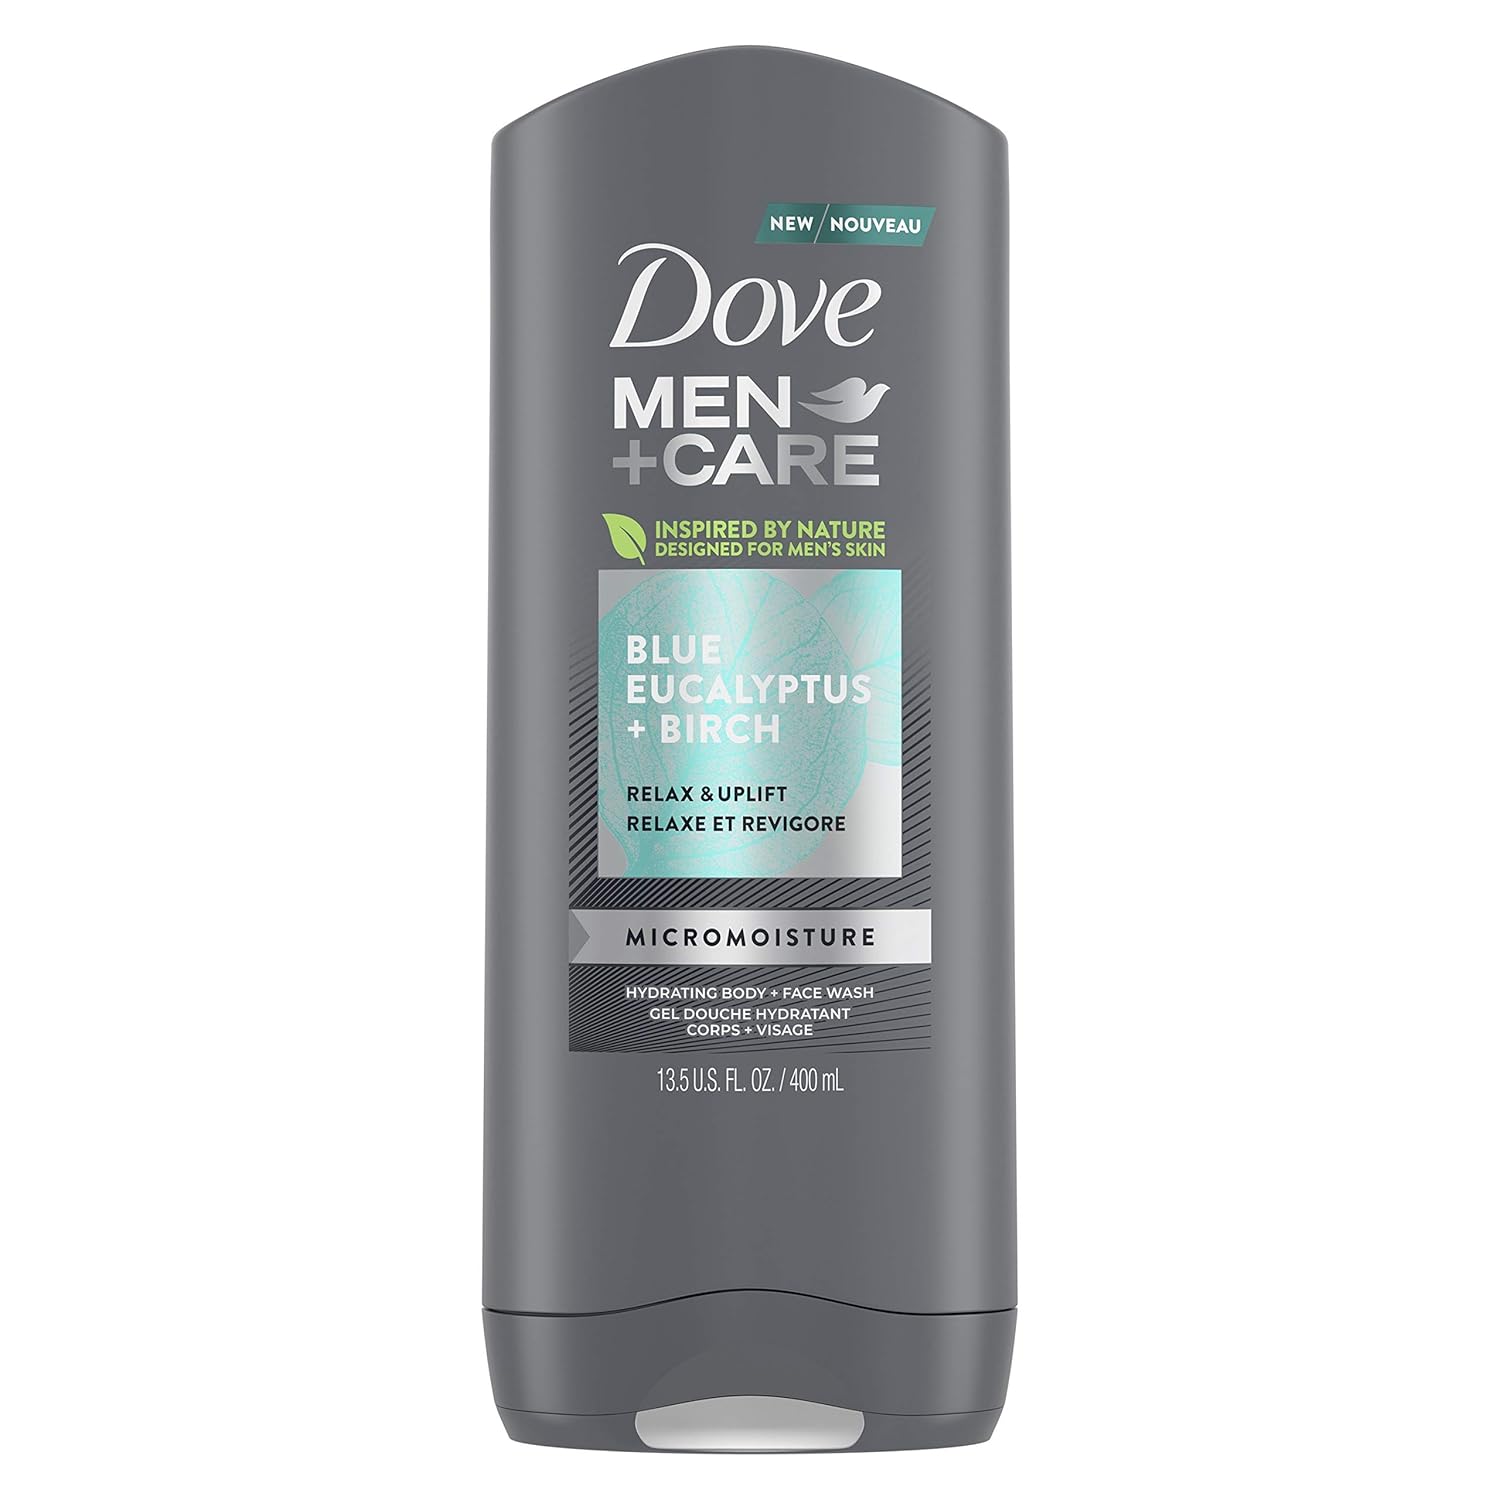 NEW/NOUVEAU
Dove
MEN
+CARE
INSPIRED BY NATURE
DESIGNED FOR MEN'S SKIN
BLUE
EUCALYPTUS
+ BIRCH
RELAX & UPLIFT
RELAXE ET REVIGORE
MICROMOISTURE
HYDRATING BODY + FACE WASH
GEL DOUCHE HYDRATANT
CORPS + VISAGE
13.5 U.S. FL. OZ. / 400 mL